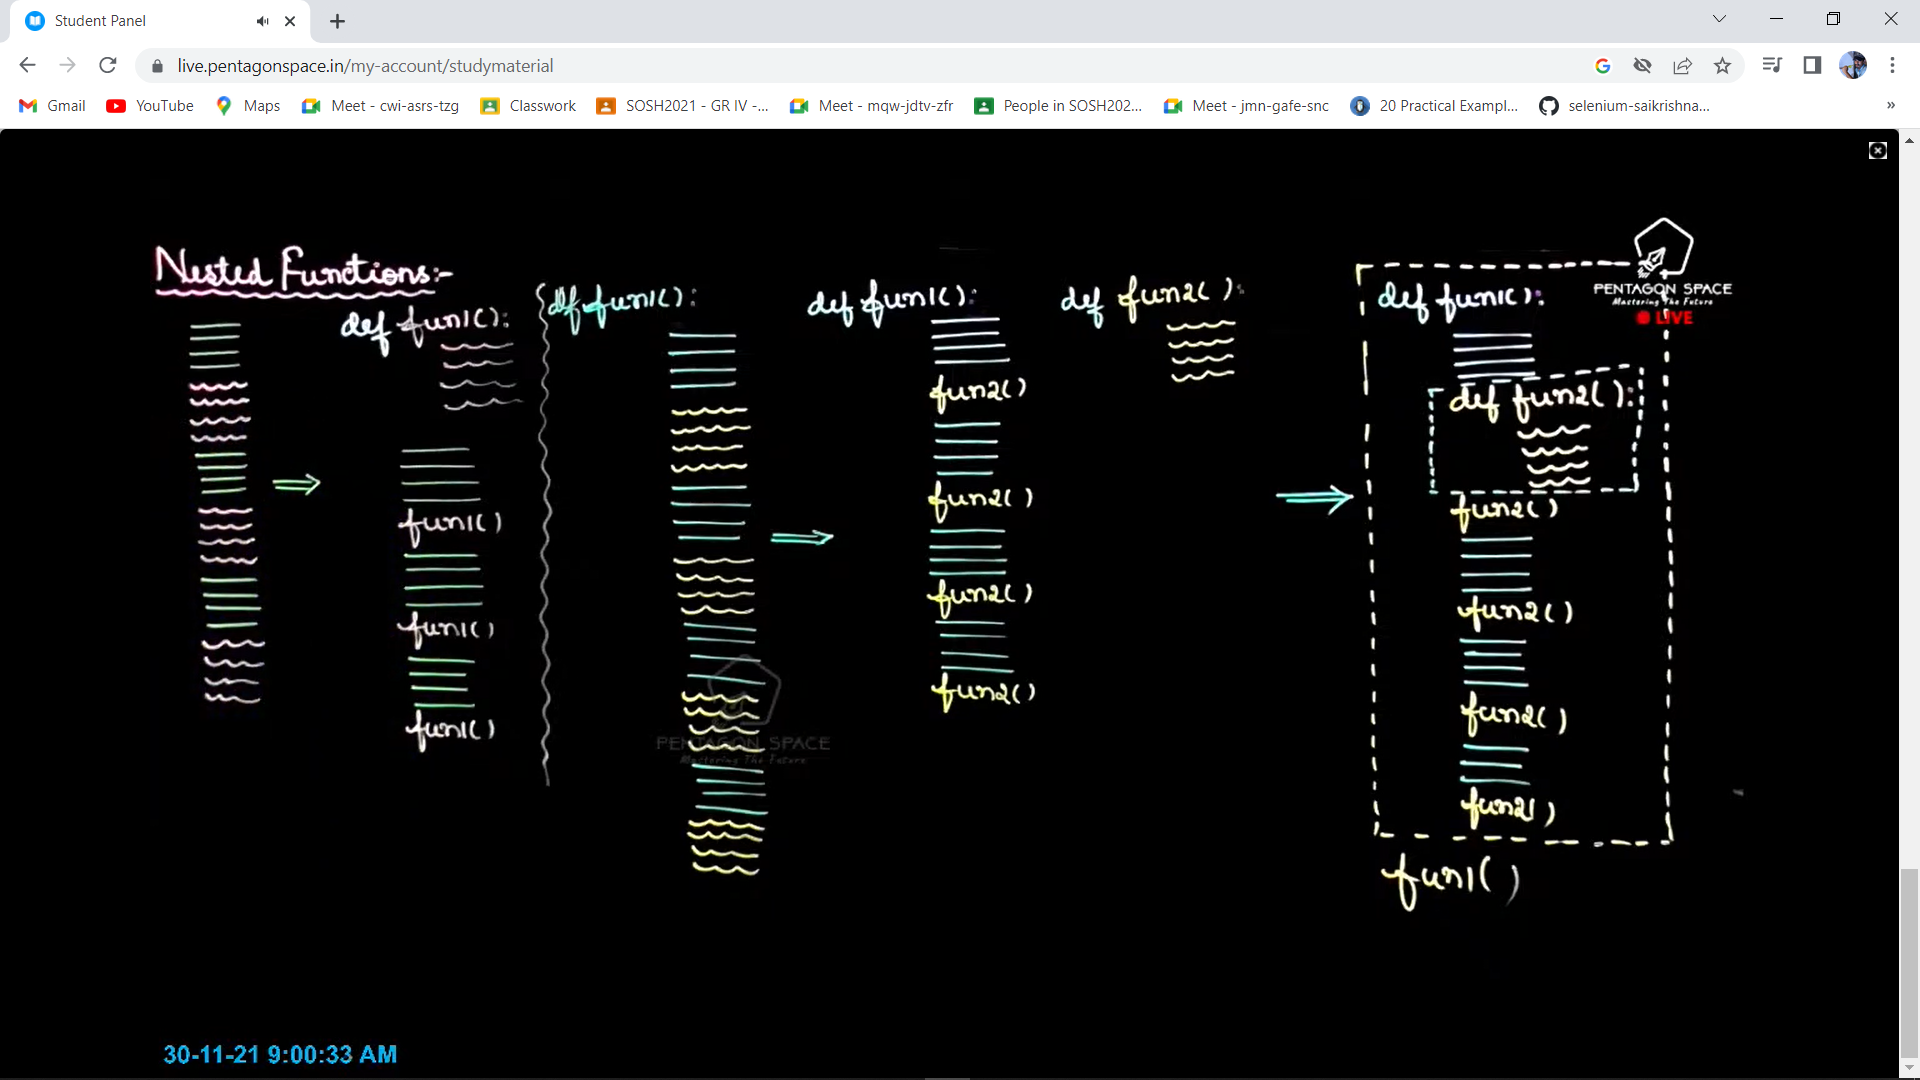 Student Panel
live.pentagonspace.in/my-account/studymaterial
Gmail
YouTube
Maps
Meet - cwi-asrs-tzg
Classwork
SOSH2021 - GR IV -...
Meet - mqw-jdtv-zfr
People in SOSH202...
Meet - jmn-gafe-snc
20 Practical Exampl...
selenium-saikrishna...
»
PENTAGON SPACE
Mastering The Future
LIVE
Nested Functions:-
def fun1():
fun1()
fun1()
fun1()
def fun1():
def fun1():
fun2()
fun2()
fun2()
fun2()
def fun2():
def fun1():
def fun2():
fun2()
fun2()
fun2()
fun2()
fun1()
PENTAGON SPACE
Mastering The Future
30-11-21 9:00:33 AM